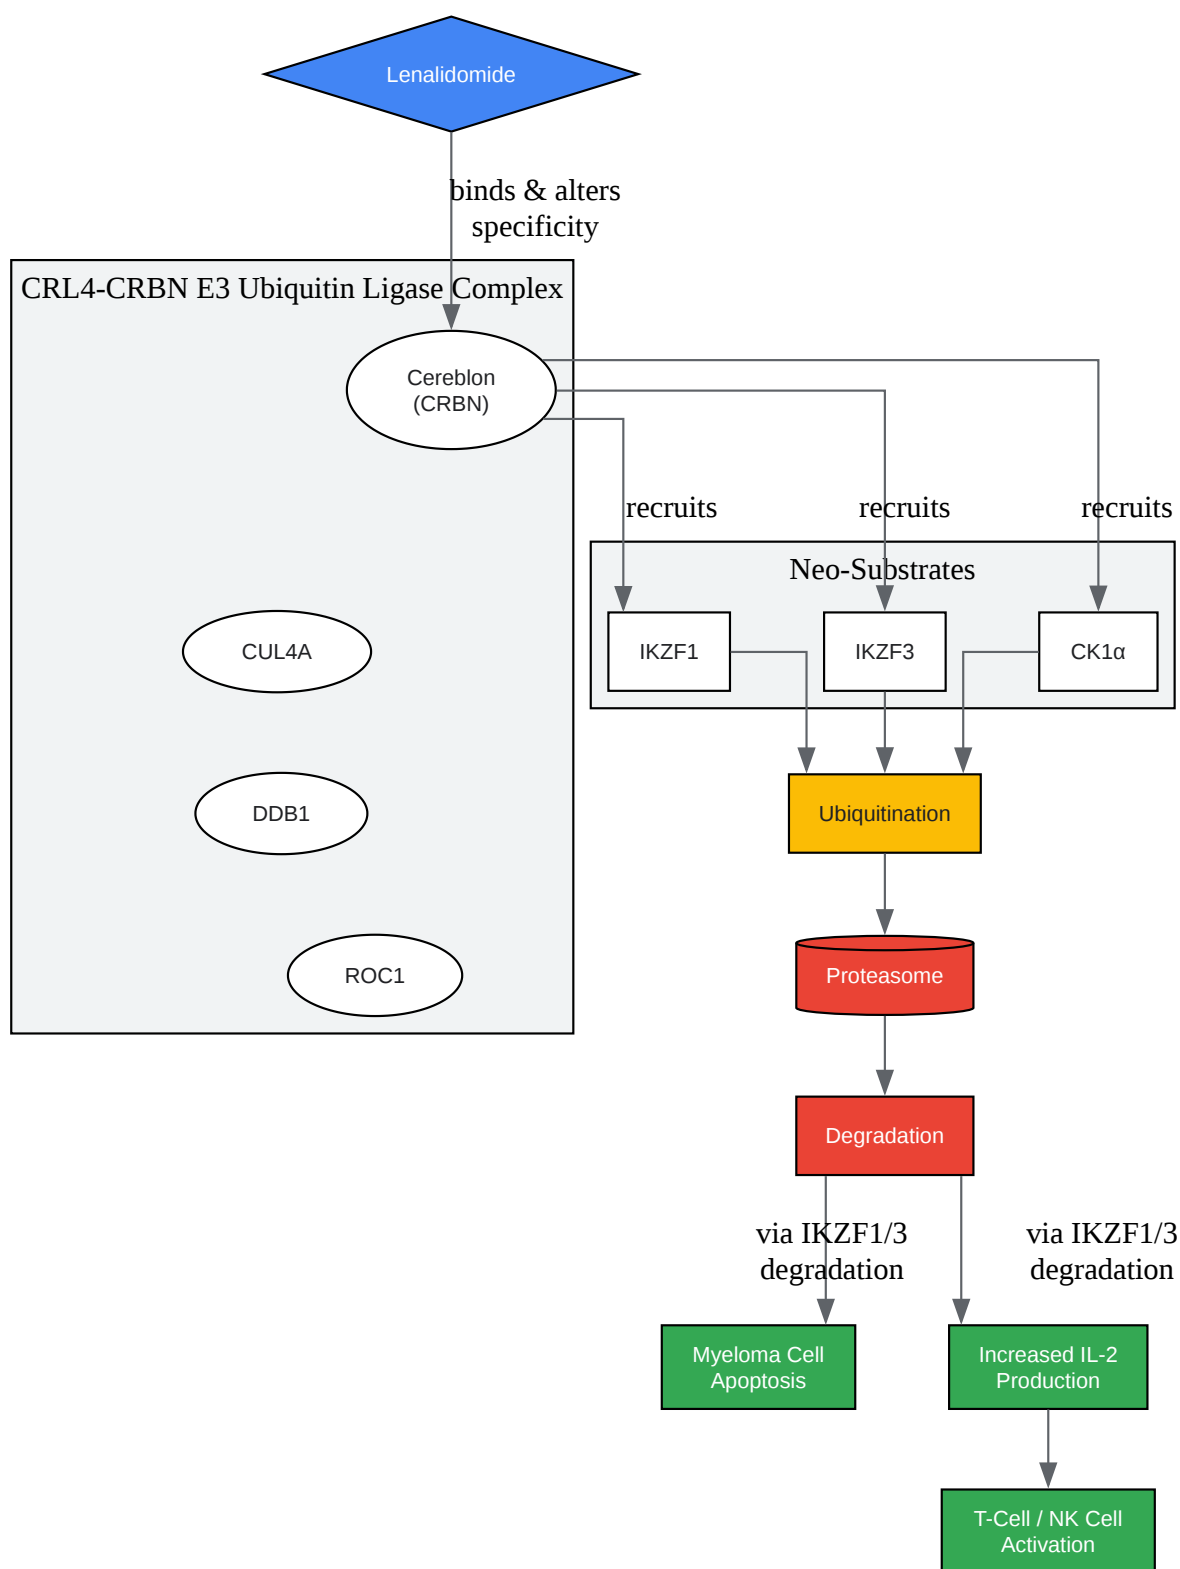 Lenalidomide
binds & alters
specificity
CRL4-CRBN E3 Ubiquitin Ligase Complex
Cereblon
(CRBN)
recruits
recruits
recruits
Neo-Substrates
IKZF1
IKZF3
CK1α
CUL4A
DDB1
ROC1
Ubiquitination
Proteasome
Degradation
via IKZF1/3
degradation
via IKZF1/3
degradation
Myeloma Cell
Apoptosis
Increased IL-2
Production
T-Cell / NK Cell
Activation